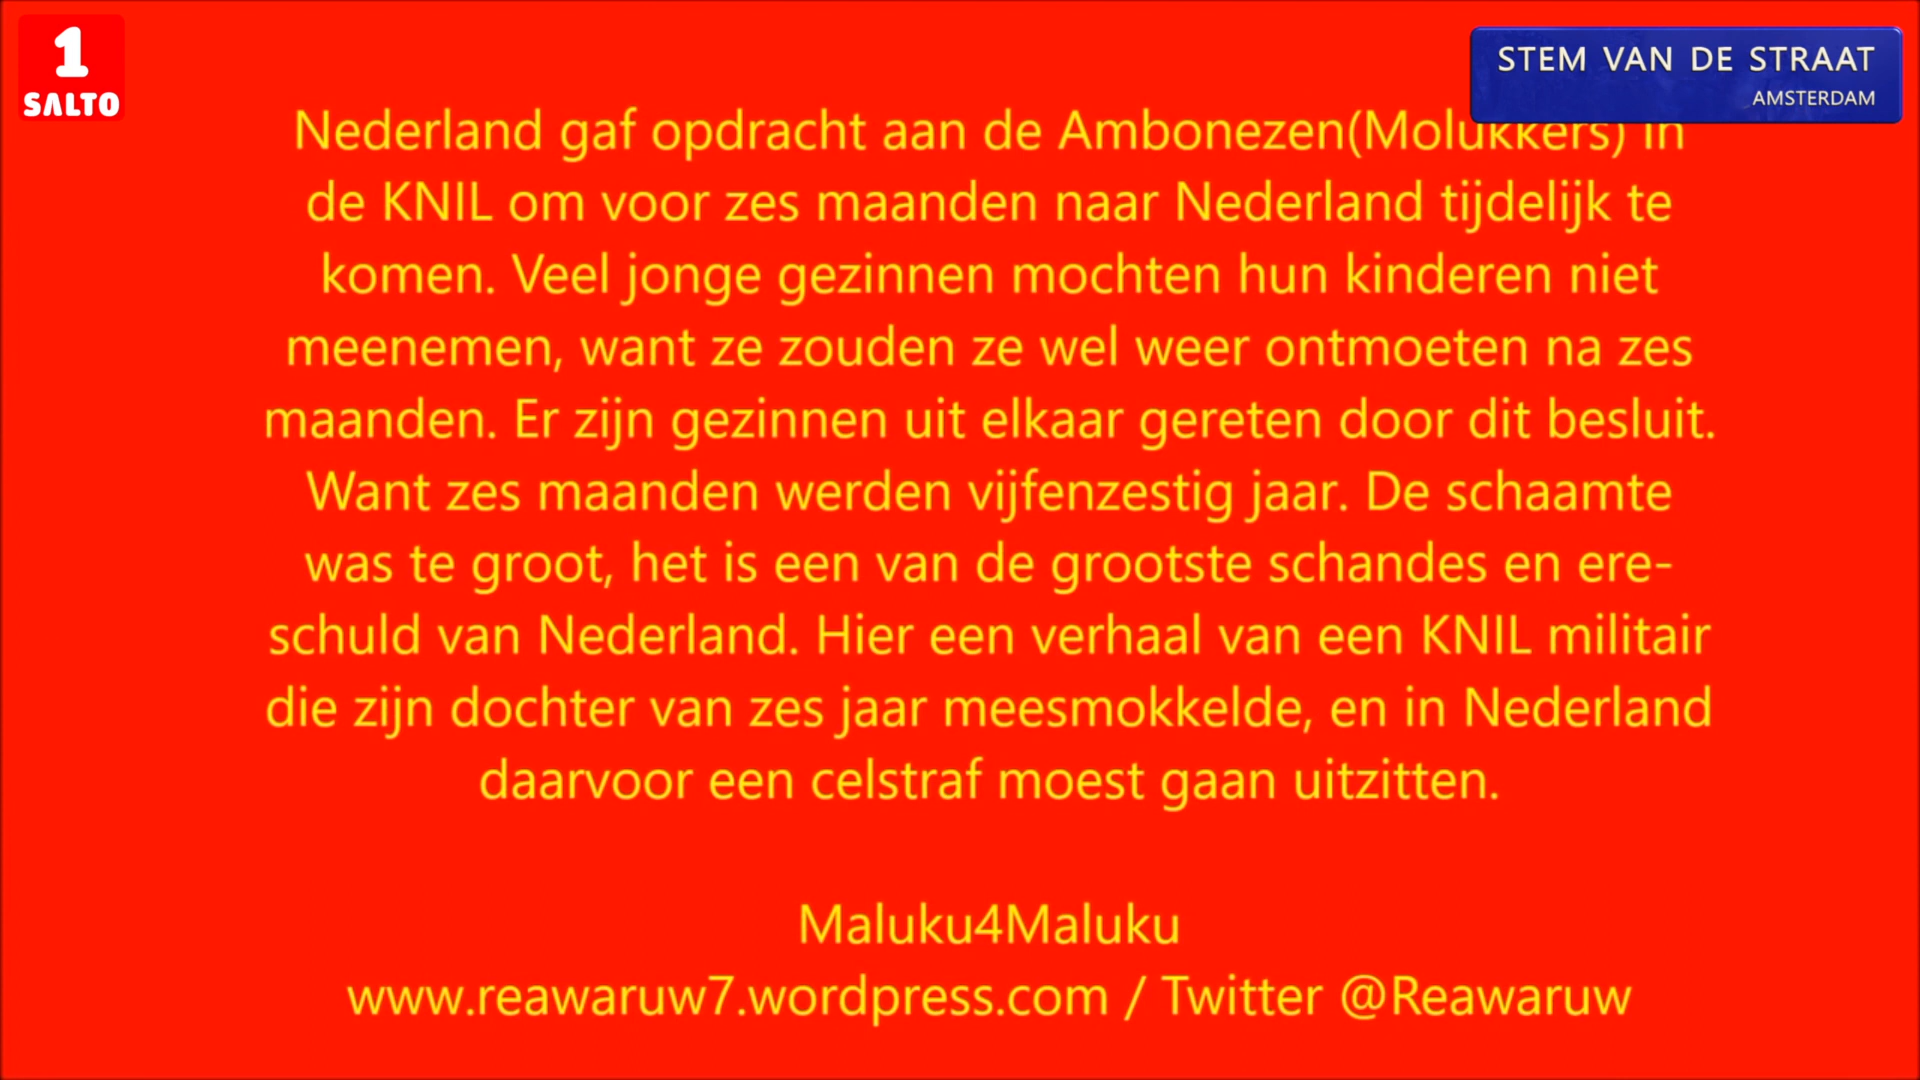 1
SALTO
STEM VAN DE STRAAT
AMSTERDAM
Nederland gaf opdracht aan de Ambonezen(Molukkers) in
de KNIL om voor zes maanden naar Nederland tijdelijk te
komen. Veel jonge gezinnen mochten hun kinderen niet
meenemen, want ze zouden ze wel weer ontmoeten na zes
maanden. Er zijn gezinnen uit elkaar gereten door dit besluit.
Want zes maanden werden vijfenzestig jaar. De schaamte
was te groot, het is een van de grootste schandes en ere-
schuld van Nederland. Hier een verhaal van een KNIL militair
die zijn dochter van zes jaar meesmokkelde, en in Nederland
daarvoor een celstraf moest gaan uitzitten.
Maluku4Maluku
www.reawaruw7.wordpress.com / Twitter @Reawaruw